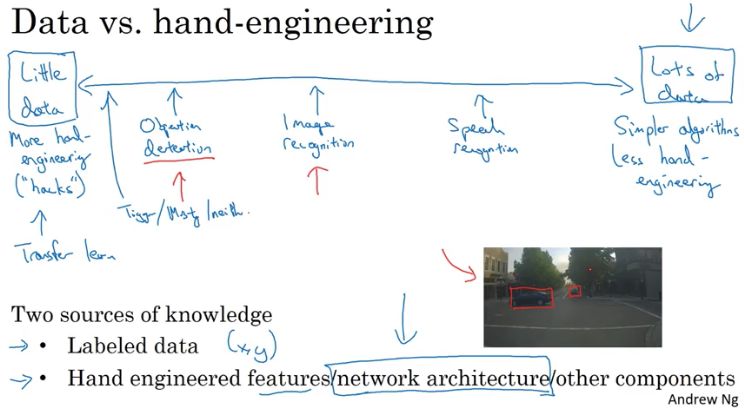 Data vs. hand-engineering
Little
data
Lots of
data
More hand-
engineering
("hacks")
Object
detection
Image
recognition
Speech
recognition
Simpler algorithms
Less hand-
engineering
Tigg/Misty/neith.
Transfer learn
Two sources of knowledge
→ • Labeled data (x,y)
→ • Hand engineered features/network architecture/other components
Andrew Ng